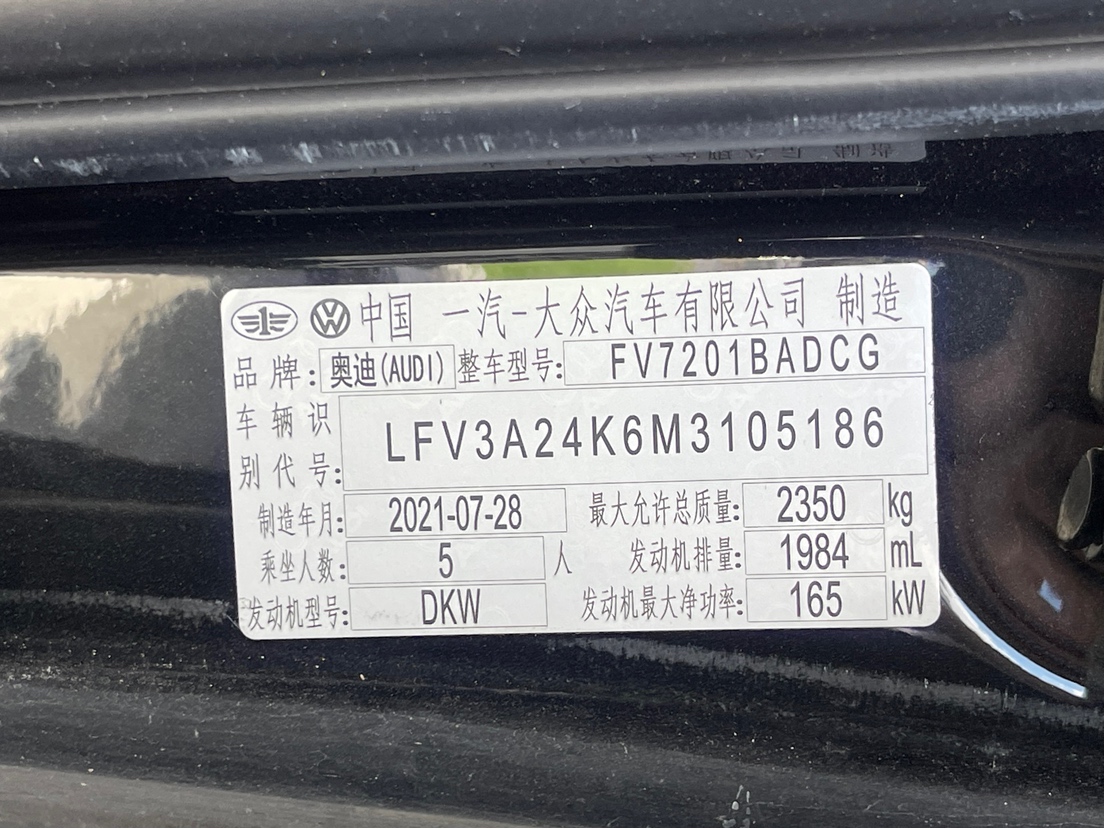 中国 一汽-大众汽车有限公司 制造
品牌: 奥迪(AUDI) 整车型号: FV7201BADCG
车辆识别代号: LFV3A24K6M3105186
制造年月: 2021-07-28 最大允许总质量: 2350 kg
乘坐人数: 5 人 发动机排量: 1984 mL
发动机型号: DKW 发动机最大净功率: 165 kW